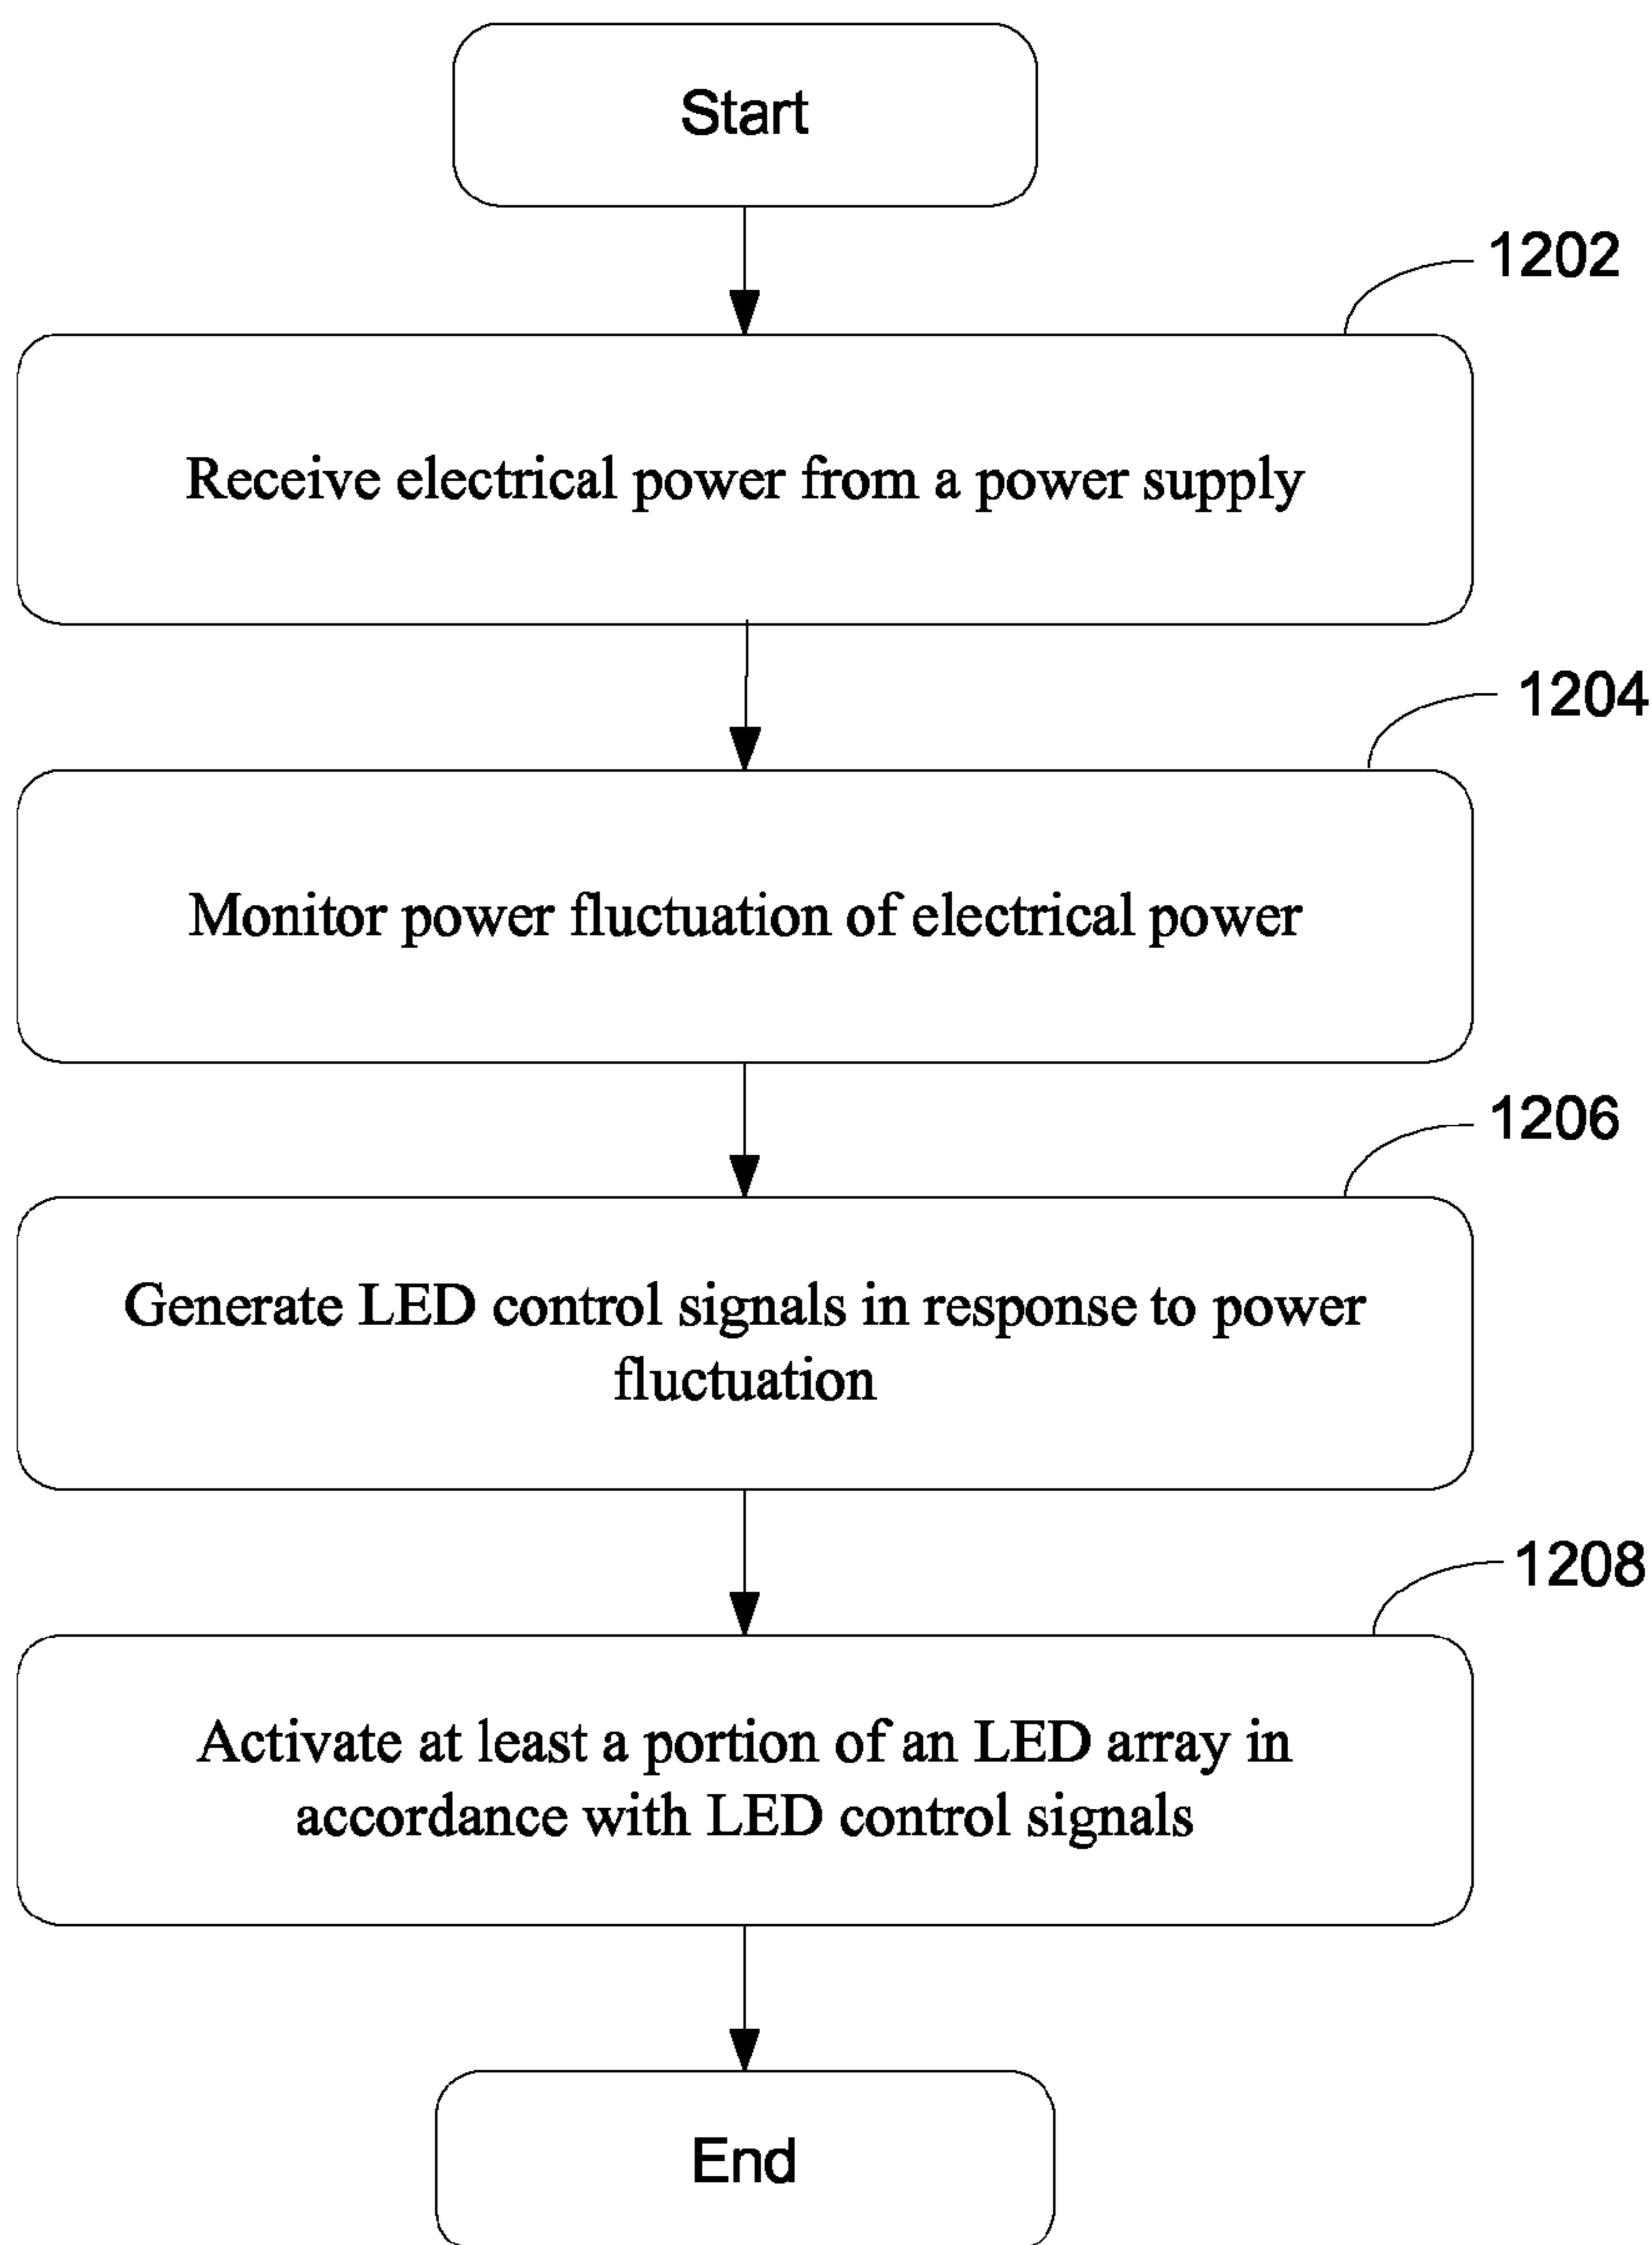 Start
1202
Receive electrical power from a power supply
1204
Monitor power fluctuation of electrical power
1206
Generate LED control signals in response to power
fluctuation
1208
Activate at least a portion of an LED array in
accordance with LED control signals
End